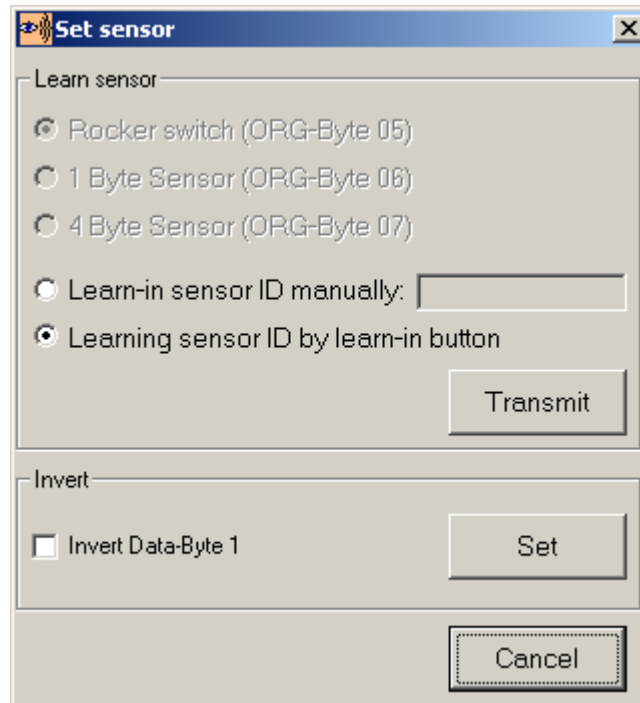 Set sensor
Learn sensor
Rocker switch (ORG-Byte 05)
1 Byte Sensor (ORG-Byte 06)
4 Byte Sensor (ORG-Byte 07)
Learn-in sensor ID manually:
Learning sensor ID by learn-in button
Transmit
Invert
Invert Data-Byte 1
Set
Cancel